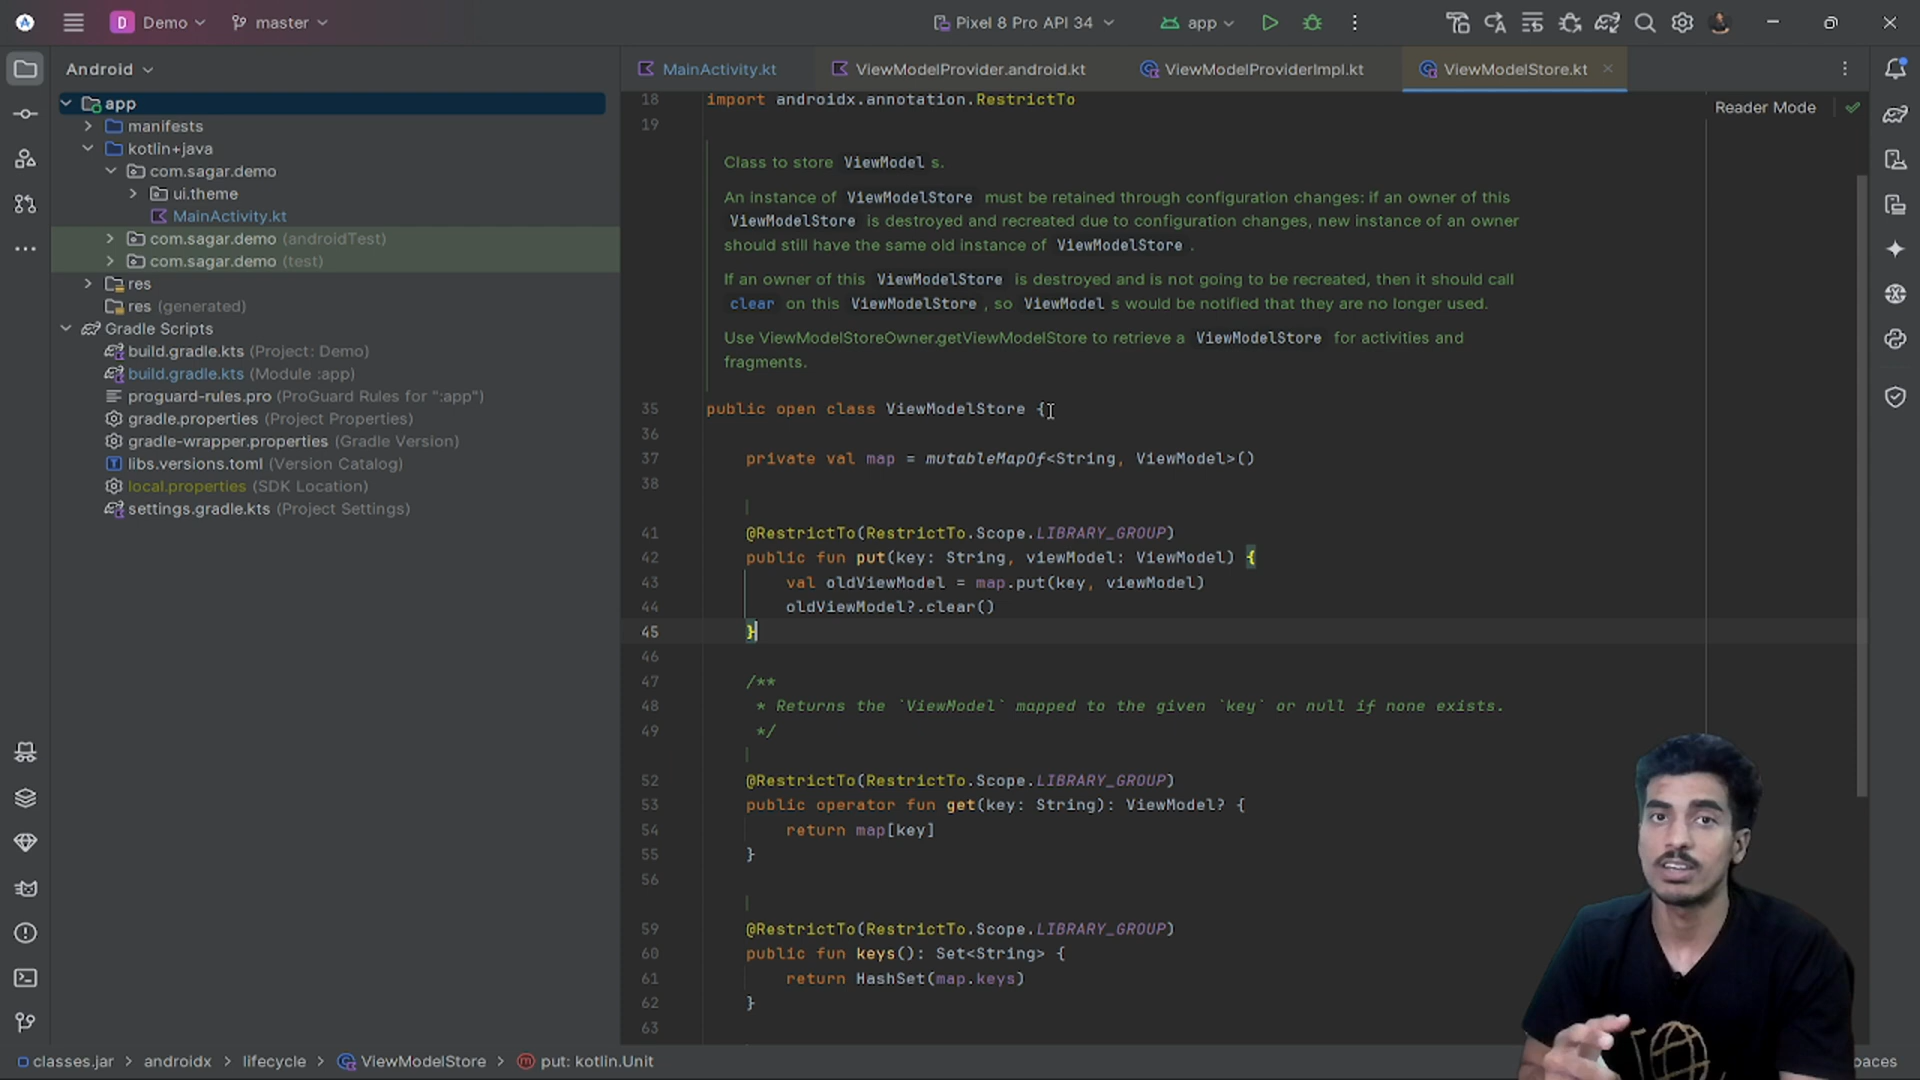 D Demo master Pixel 8 Pro API 34 app
Android
app
manifests
kotlin+java
com.sagar.demo
ui.theme
MainActivity.kt
com.sagar.demo (androidTest)
com.sagar.demo (test)
res
res (generated)
Gradle Scripts
build.gradle.kts (Project: Demo)
build.gradle.kts (Module :app)
proguard-rules.pro (ProGuard Rules for ":app")
gradle.properties (Project Properties)
gradle-wrapper.properties (Gradle Version)
libs.versions.toml (Version Catalog)
local.properties (SDK Location)
settings.gradle.kts (Project Settings)
MainActivity.kt ViewModelProvider.android.kt ViewModelProviderImpl.kt ViewModelStore.kt
Reader Mode
18 import androidx.annotation.RestrictTo
19
Class to store ViewModel s.
An instance of ViewModelStore must be retained through configuration changes: if an owner of this
ViewModelStore is destroyed and recreated due to configuration changes, new instance of an owner
should still have the same old instance of ViewModelStore .
If an owner of this ViewModelStore is destroyed and is not going to be recreated, then it should call
clear on this ViewModelStore , so ViewModel s would be notified that they are no longer used.
Use ViewModelStoreOwner.getViewModelStore to retrieve a ViewModelStore for activities and
fragments.
35 public open class ViewModelStore {
36
37 private val map = mutableMapOf<String, ViewModel>()
38
41 @RestrictTo(RestrictTo.Scope.LIBRARY_GROUP)
42 public fun put(key: String, viewModel: ViewModel) {
43 val oldViewModel = map.put(key, viewModel)
44 oldViewModel?.clear()
45 }
46
47 /**
48 * Returns the `ViewModel` mapped to the given `key` or null if none exists.
49 */
52 @RestrictTo(RestrictTo.Scope.LIBRARY_GROUP)
53 public operator fun get(key: String): ViewModel? {
54 return map[key]
55 }
56
59 @RestrictTo(RestrictTo.Scope.LIBRARY_GROUP)
60 public fun keys(): Set<String> {
61 return HashSet(map.keys)
62 }
63
classes.jar > androidx > lifecycle > ViewModelStore > put: kotlin.Unit